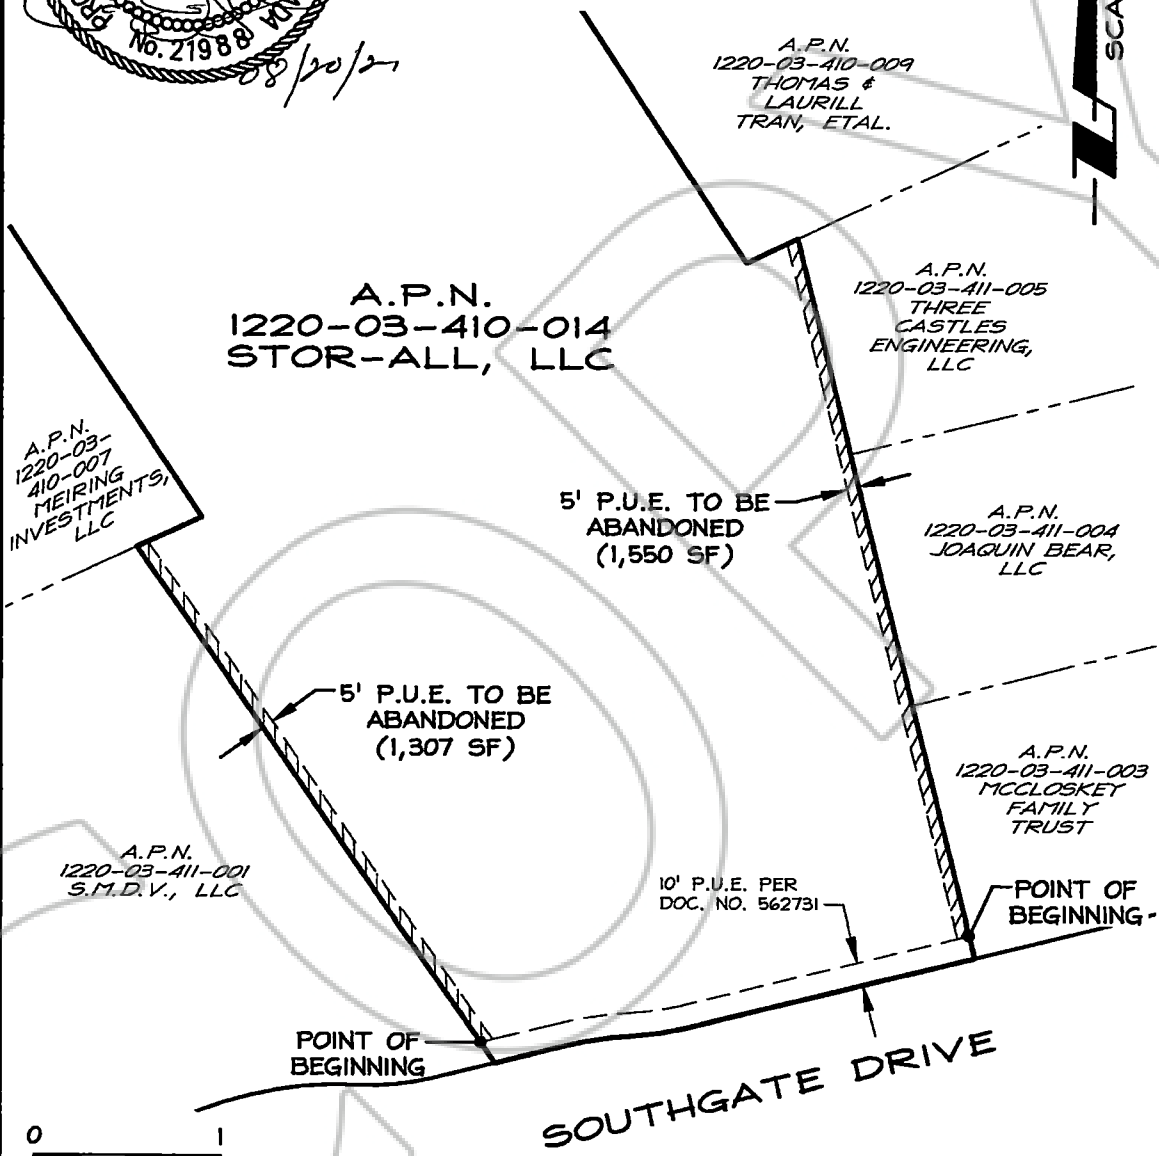 No. 21988
08/20/21
SCA
A.P.N.
1220-03-410-009
THOMAS &
LAURILL
TRAN, ETAL.
A.P.N.
1220-03-410-014
STOR-ALL, LLC
A.P.N.
1220-03-411-005
THREE
CASTLES
ENGINEERING,
LLC
A.P.N.
1220-03-
410-007
MEIRING
INVESTMENTS,
LLC
5' P.U.E. TO BE
ABANDONED
(1,550 SF)
A.P.N.
1220-03-411-004
JOAQUIN BEAR,
LLC
5' P.U.E. TO BE
ABANDONED
(1,307 SF)
A.P.N.
1220-03-411-003
MCCLOSKEY
FAMILY
TRUST
A.P.N.
1220-03-411-001
S.M.D.V., LLC
10' P.U.E. PER
DOC. NO. 562731
POINT OF
BEGINNING
POINT OF
BEGINNING
SOUTHGATE DRIVE
0 1